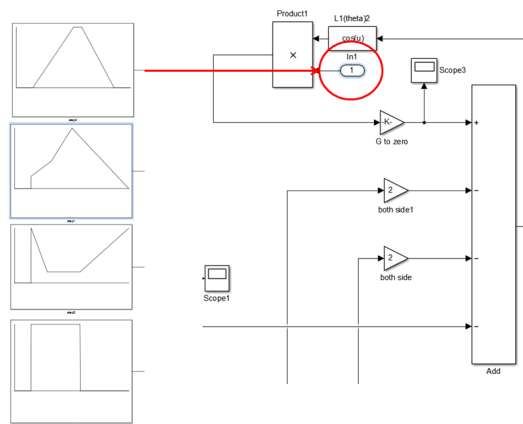 Product1
L1(theta)2
cos(u)
×
In1
1
Scope3
-K-
+
G to zero
2
−
both side1
2
−
both side
Scope1
−
Add